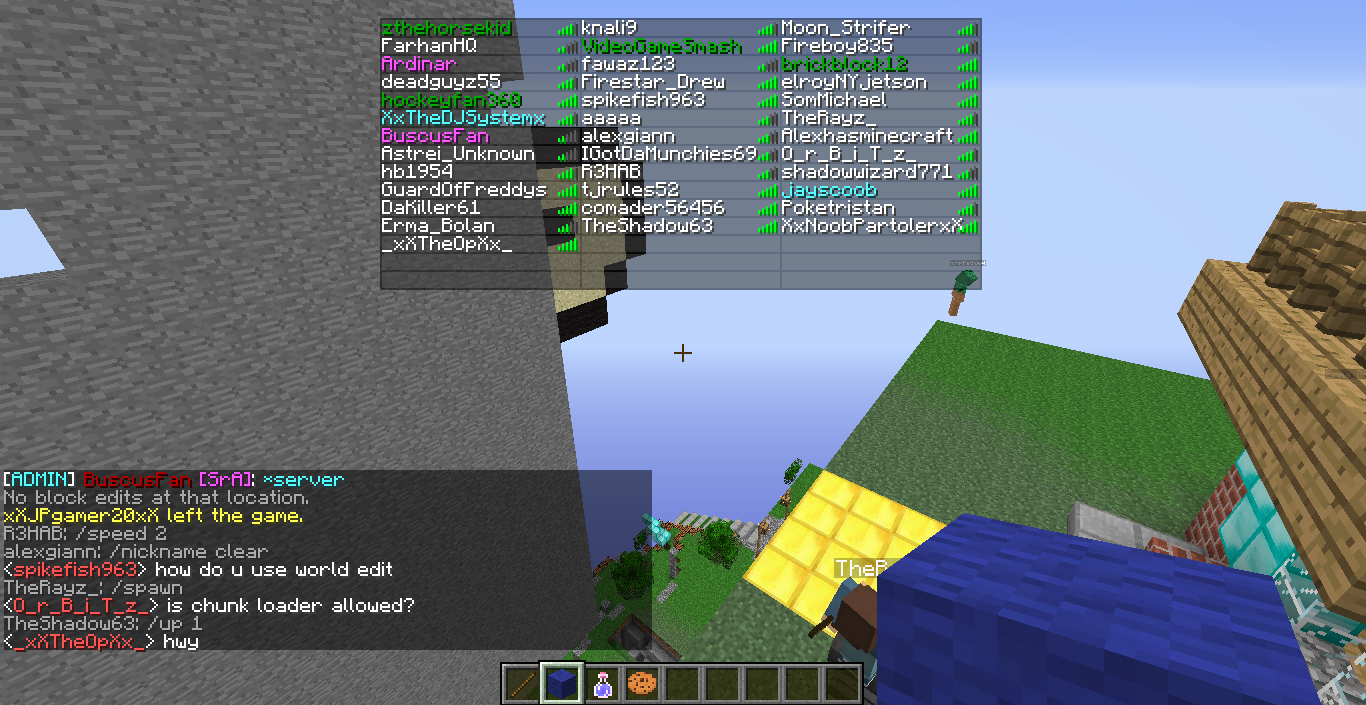 zthehorsekid knali9 Moon_Strifer
FarhanHQ VideoGameSmash Fireboy835
Ardinar fawaz123 brickblock12
deadguyz55 Firestar_Drew elroyNYjetson
hockeyfan360 spikefish963 SomMichael
XxTheDJSystemx aaaaa TheRayz_
BuscusFan alexgiann Alexhasminecraft
Astrei_Unknown IGotDaMunchies69 O_r_B_i_T_z_
hb1954 R3HAB shadowwizard771
GuardOfFreddys tjrules52 jayscoob
DaKiller61 comader56456 Poketristan
Erma_Bolan TheShadow63 XxNoobPartolerxX
_xXTheOpXx_
[ADMIN] BuscusFan [SrA]: *server
No block edits at that location.
xXJPgamer20xX left the game.
R3HAB: /speed 2
alexgiann: /nickname clear
<spikefish963> how do u use world edit
TheRayz_: /spawn
<O_r_B_i_T_z_> is chunk loader allowed?
TheShadow63: /up 1
<_xXTheOpXx_> hwy
TheR